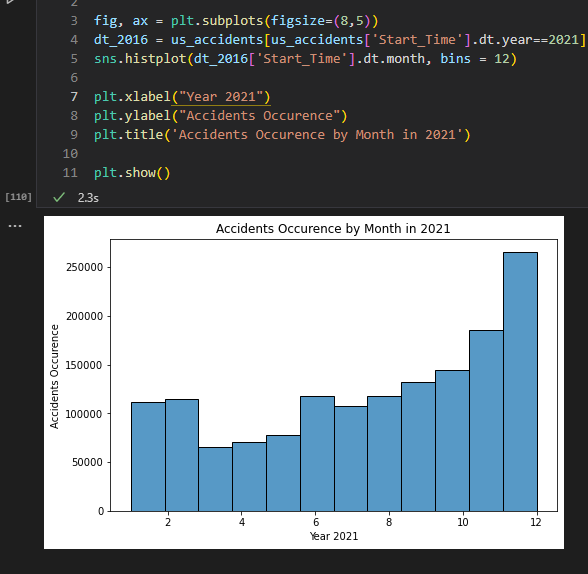 2
3 fig, ax = plt.subplots(figsize=(8,5))
4 dt_2016 = us_accidents[us_accidents['Start_Time'].dt.year==2021]
5 sns.histplot(dt_2016['Start_Time'].dt.month, bins = 12)
6
7 plt.xlabel("Year 2021")
8 plt.ylabel("Accidents Occurence")
9 plt.title('Accidents Occurence by Month in 2021')
10
11 plt.show()
[110] 2.3s
...
Accidents Occurence by Month in 2021
250000
200000
150000
100000
50000
0
Accidents Occurence
2 4 6 8 10 12
Year 2021